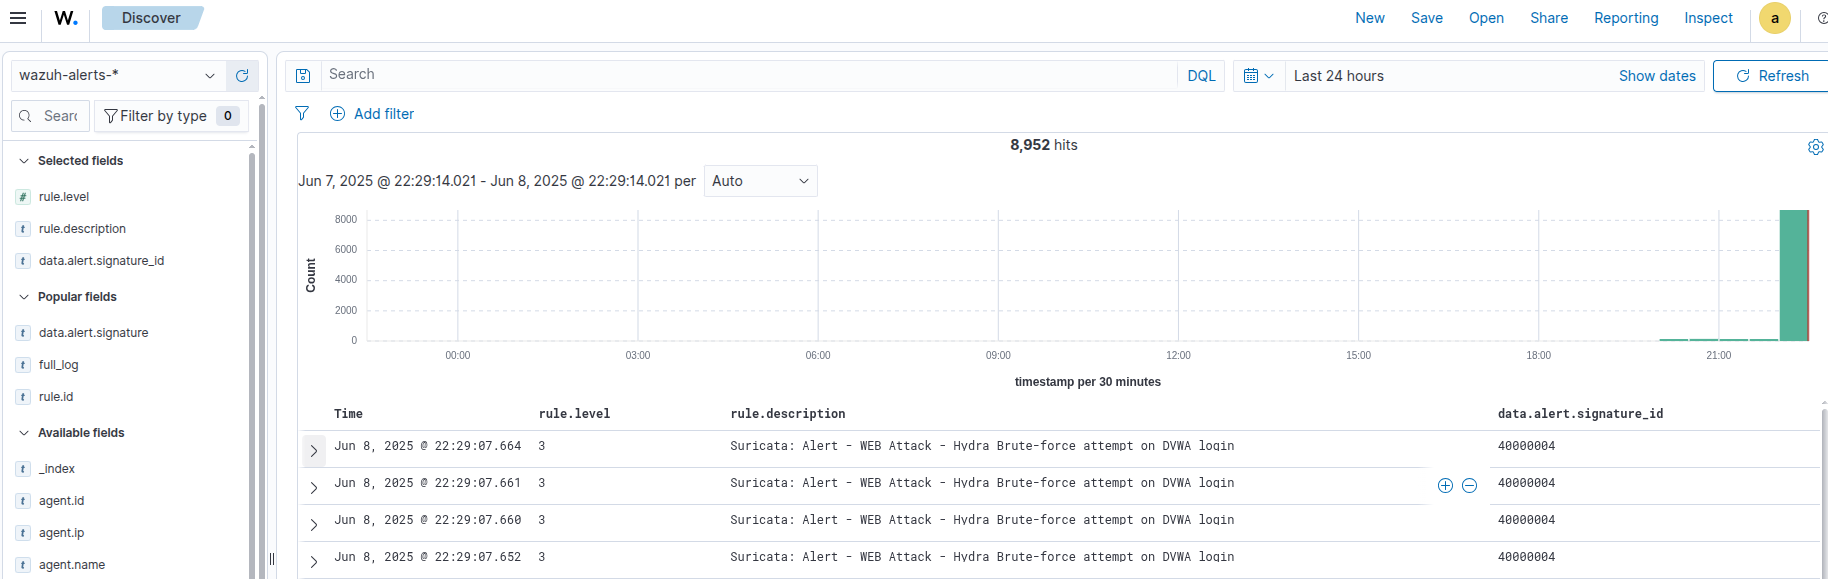 W. Discover New Save Open Share Reporting Inspect a
wazuh-alerts-* Search DQL Last 24 hours Show dates Refresh
Searc Filter by type 0 Add filter
8,952 hits
Selected fields
# rule.level
t rule.description
t data.alert.signature_id
Popular fields
t data.alert.signature
t full_log
t rule.id
Available fields
t _index
t agent.id
t agent.ip
t agent.name
Jun 7, 2025 @ 22:29:14.021 - Jun 8, 2025 @ 22:29:14.021 per Auto
Count
8000
6000
4000
2000
0
00:00 03:00 06:00 09:00 12:00 15:00 18:00 21:00
timestamp per 30 minutes
Time rule.level rule.description data.alert.signature_id
Jun 8, 2025 @ 22:29:07.664 3 Suricata: Alert - WEB Attack - Hydra Brute-force attempt on DVWA login 40000004
Jun 8, 2025 @ 22:29:07.661 3 Suricata: Alert - WEB Attack - Hydra Brute-force attempt on DVWA login 40000004
Jun 8, 2025 @ 22:29:07.660 3 Suricata: Alert - WEB Attack - Hydra Brute-force attempt on DVWA login 40000004
Jun 8, 2025 @ 22:29:07.652 3 Suricata: Alert - WEB Attack - Hydra Brute-force attempt on DVWA login 40000004